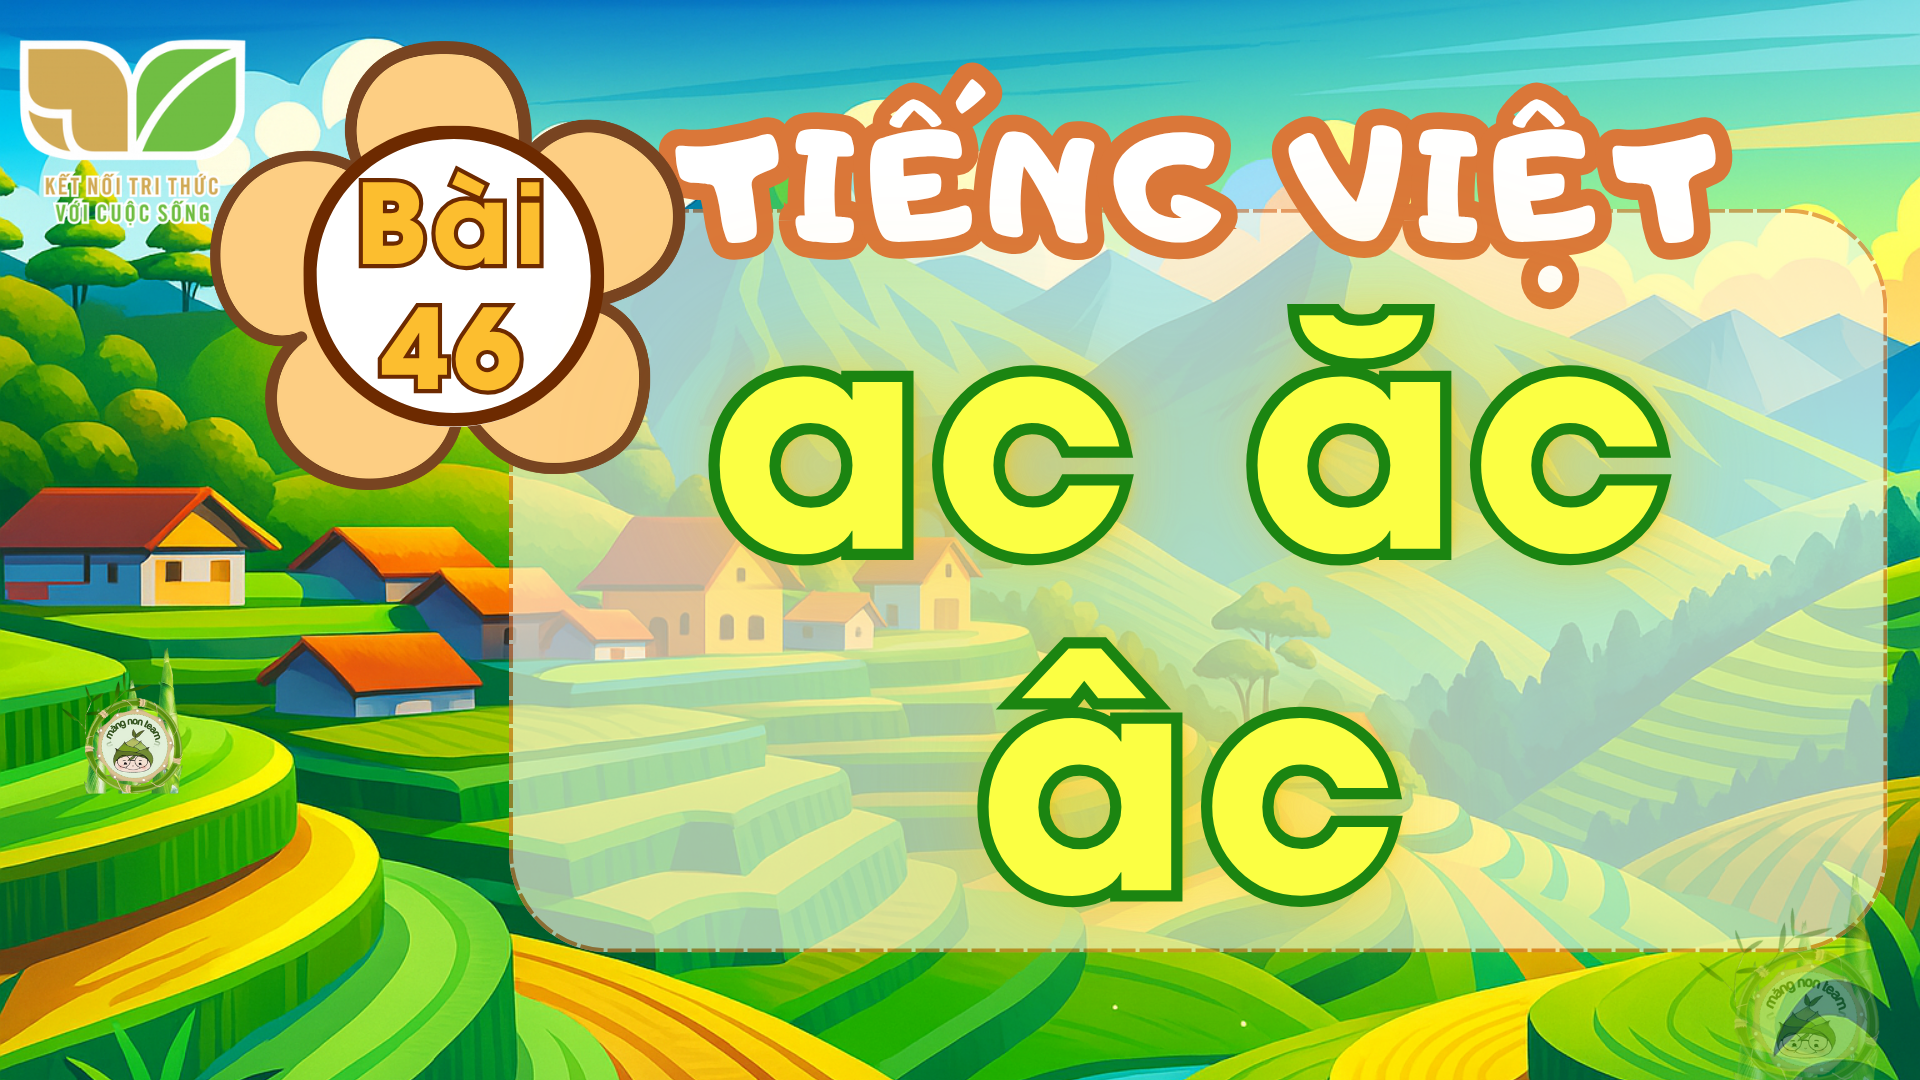 KẾT NỐI TRI THỨC
VỚI CUỘC SỐNG
Bài
46
TIẾNG VIỆT
ac ăc
âc
măng non team
măng non team